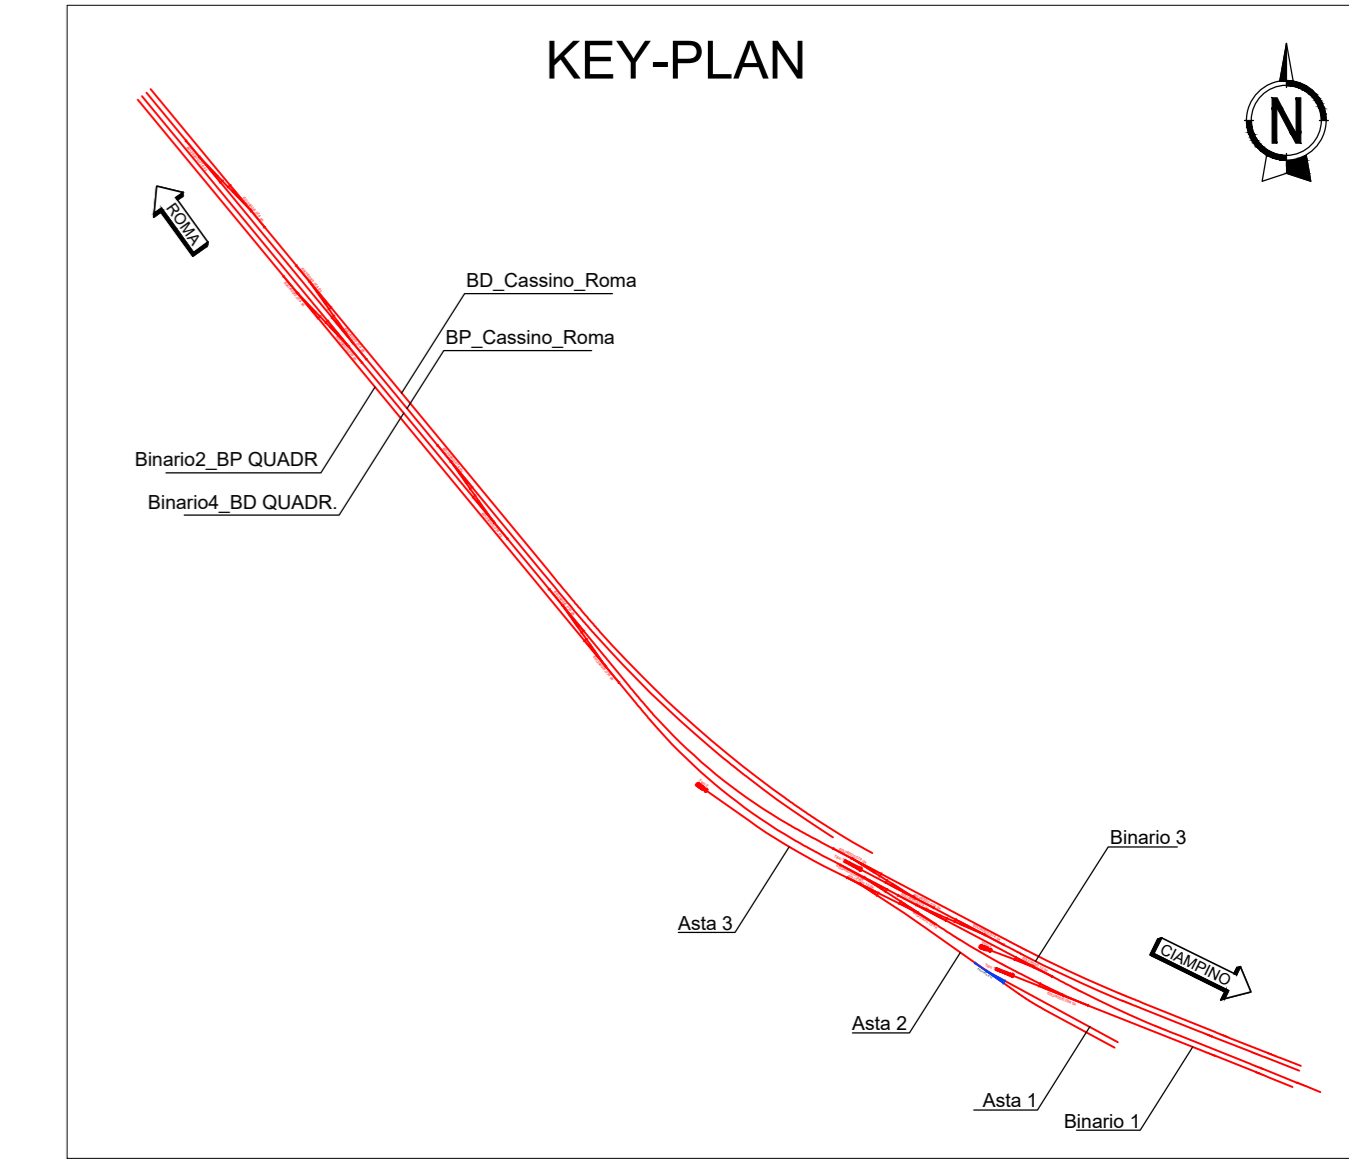 KEY-PLAN
N
ROMA
BD_Cassino_Roma
BP_Cassino_Roma
Binario2_BP QUADR
Binario4_BD QUADR.
Binario 3
Asta 3
CIAMPINO
Asta 2
Asta 1
Binario 1